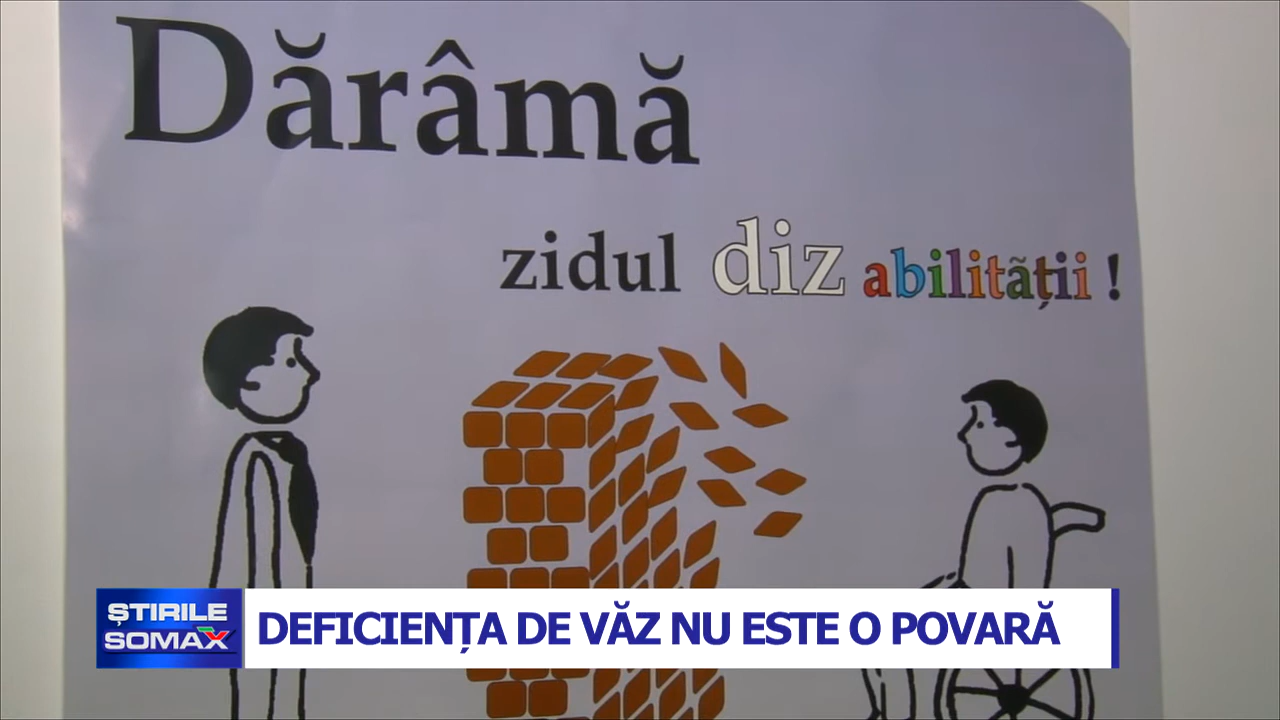 Dărâmă
zidul diz abilitãții !
ȘTIRILE
SOMAX
DEFICIENȚA DE VĂZ NU ESTE O POVARĂ